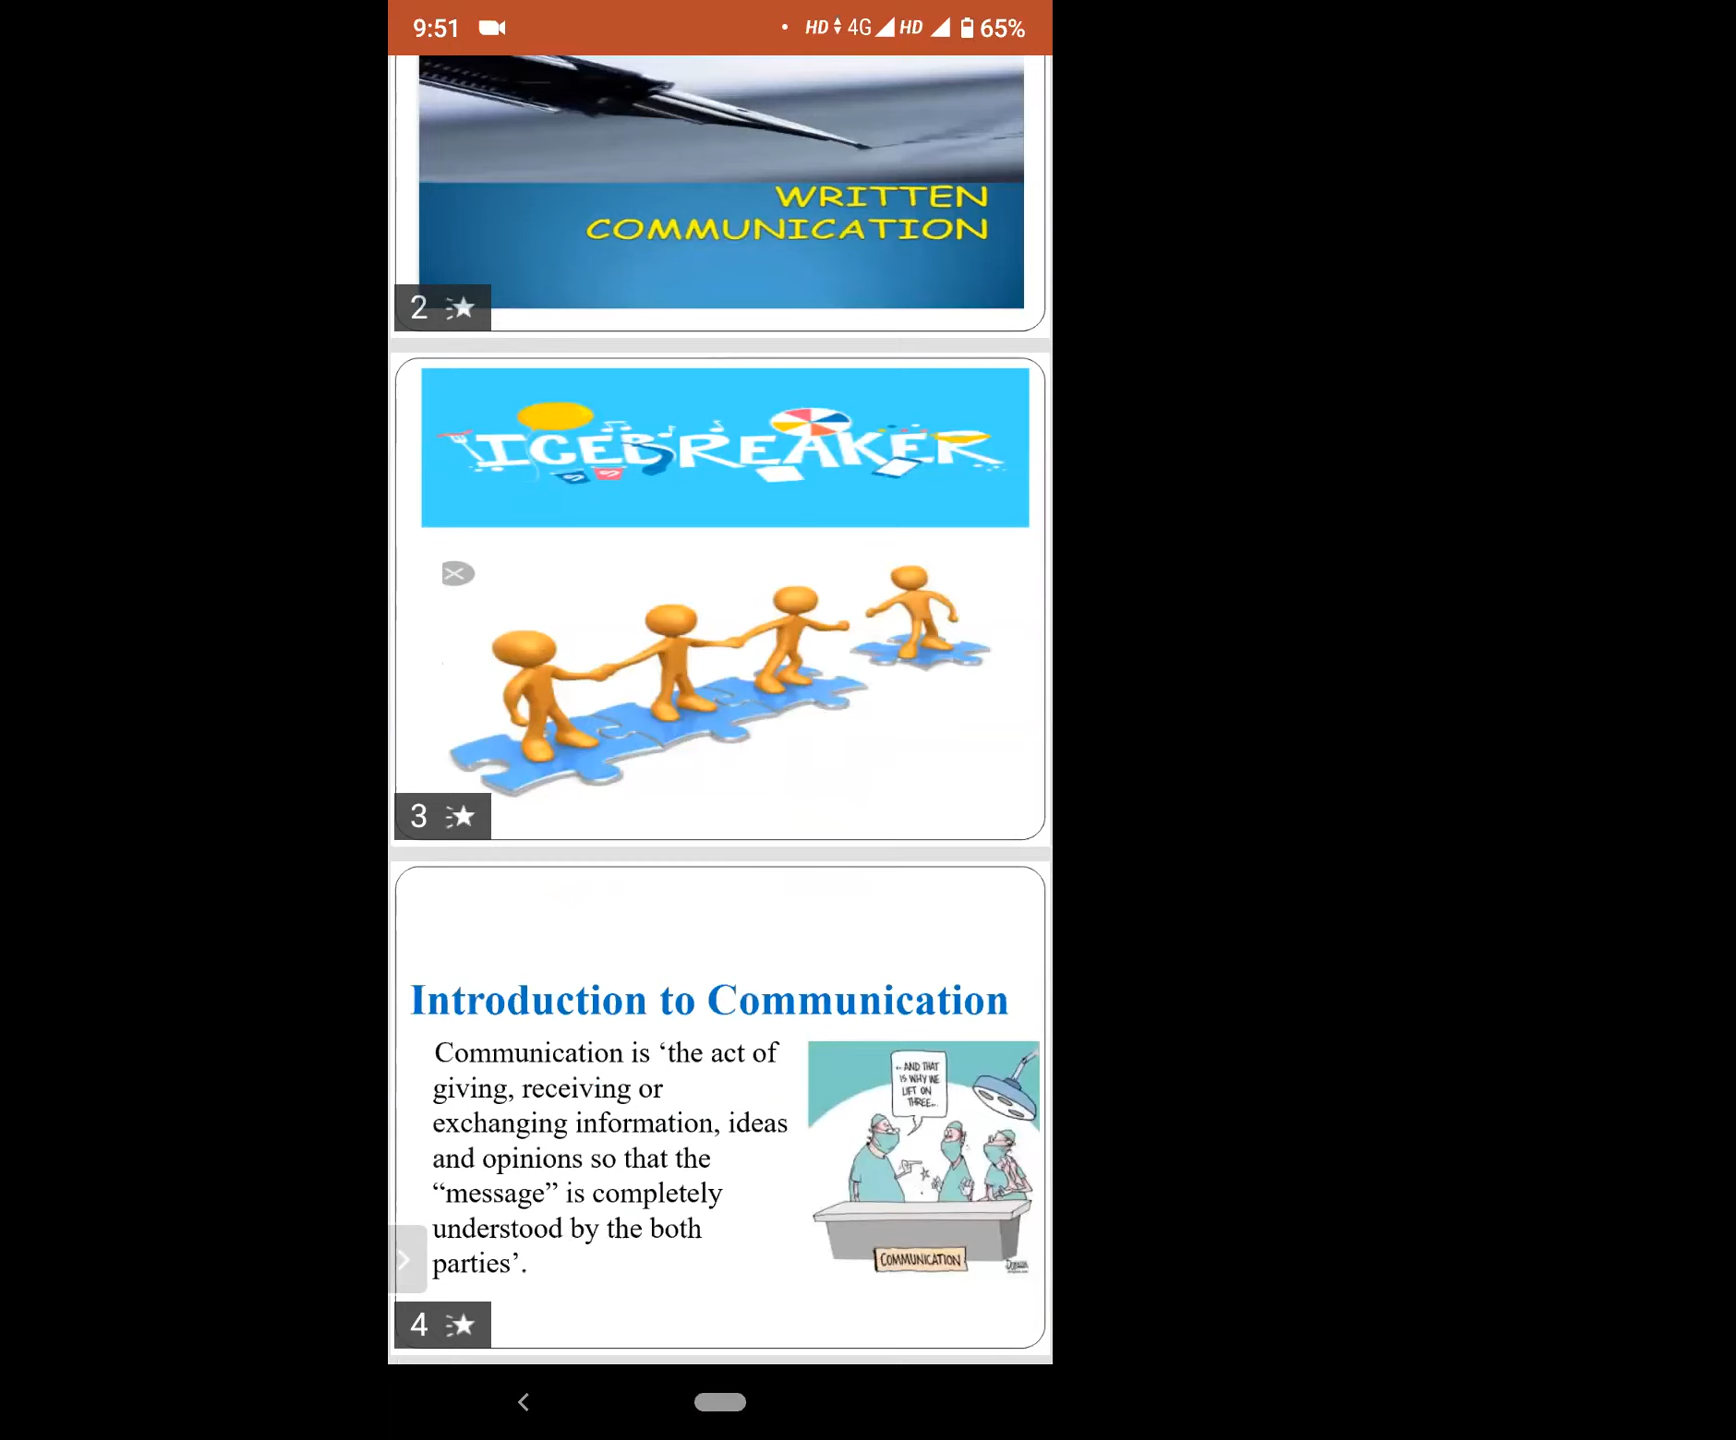 9:51 HD 4G HD 65%
WRITTEN
COMMUNICATION
2
ICEBREAKER
3
Introduction to Communication
Communication is ‘the act of
giving, receiving or
exchanging information, ideas
and opinions so that the
“message” is completely
understood by the both
parties’.
...AND THAT
IS WHY WE
LIFT ON
THREE...
COMMUNICATION
4